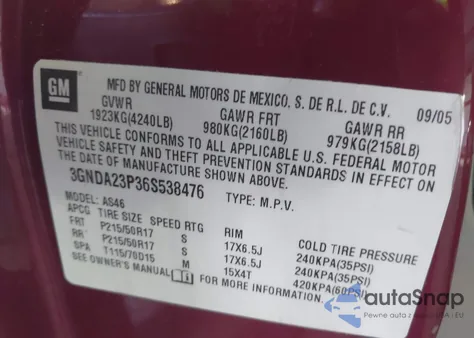 GM
MFD BY GENERAL MOTORS DE MEXICO, S. DE R.L. DE C.V. 09/05
GVWR GAWR FRT GAWR RR
1923KG(4240LB) 980KG(2160LB) 979KG(2158LB)
THIS VEHICLE CONFORMS TO ALL APPLICABLE U.S. FEDERAL MOTOR
VEHICLE SAFETY AND THEFT PREVENTION STANDARDS IN EFFECT ON
THE DATE OF MANUFACTURE SHOWN ABOVE.
3GNDA23P36S538476 TYPE: M.P.V.
MODEL: AS46
APCG TIRE SIZE SPEED RTG RIM COLD TIRE PRESSURE
FRT P215/50R17 S 17X6.5J 240KPA(35PSI)
RR P215/50R17 S 17X6.5J 240KPA(35PSI)
SPA T115/70D15 M 15X4T 420KPA(60PSI)
SEE OWNER'S MANUAL FOR MORE INFORMATION.
autoSnap
Pewne auta z USA i EU